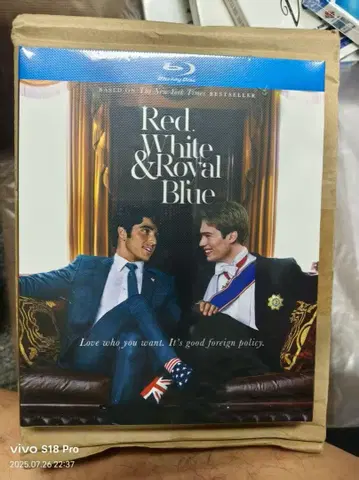 Blu-ray Disc
BASED ON The New York Times BESTSELLER
Red,
White
& Royal
Blue
Love who you want. It's good foreign policy.
vivo S18 Pro
2025.07.26 22:37